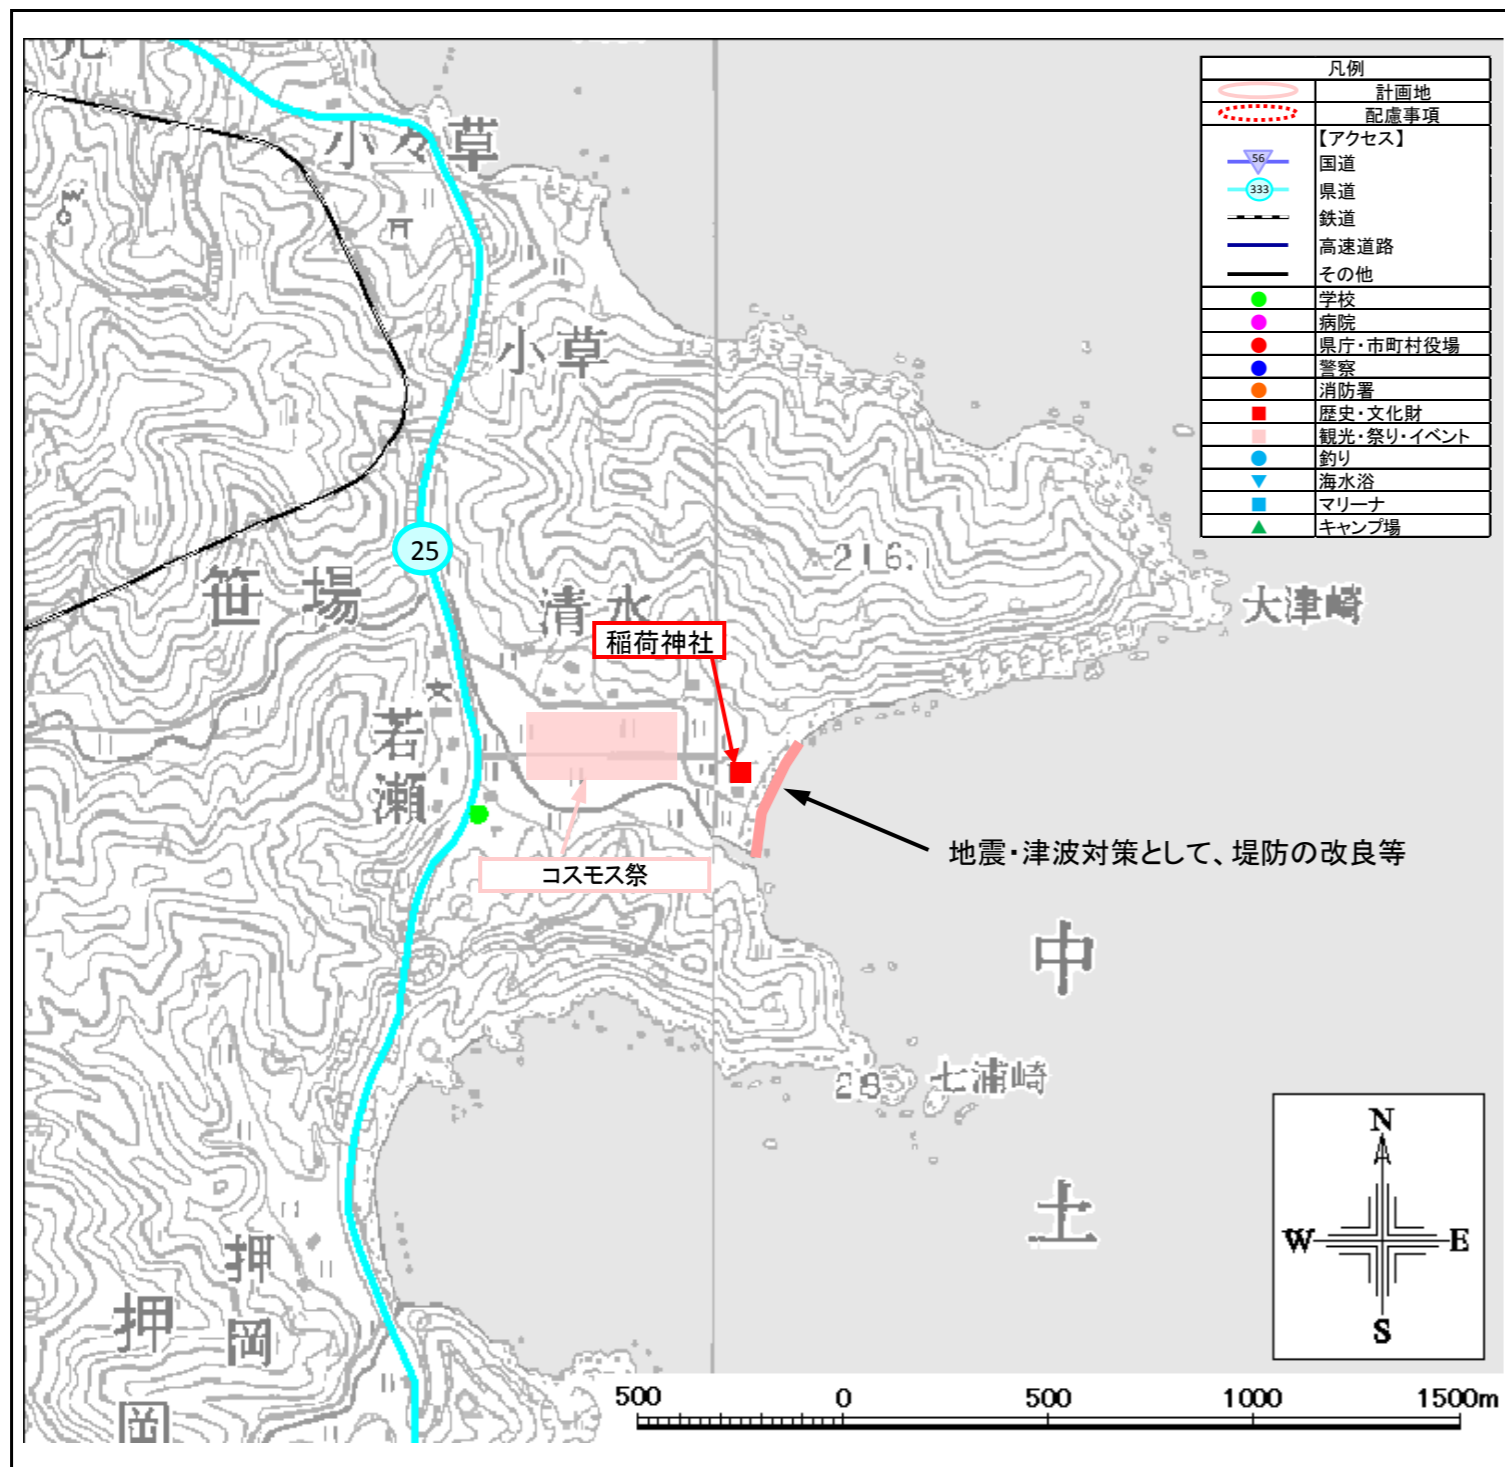 凡例
計画地
配慮事項
【アクセス】
56
国道
333
県道
鉄道
高速道路
その他
学校
病院
県庁・市町村役場
警察
消防署
歴史・文化財
観光・祭り・イベント
釣り
海水浴
マリーナ
キャンプ場
小々草
小草
25
216.1
笹場
清水
大津崎
稲荷神社
若瀬
地震・津波対策として、堤防の改良等
コスモス祭
中
28
七浦崎
土
押岡
押
岡
N
W
E
S
500
0
500
1000
1500m